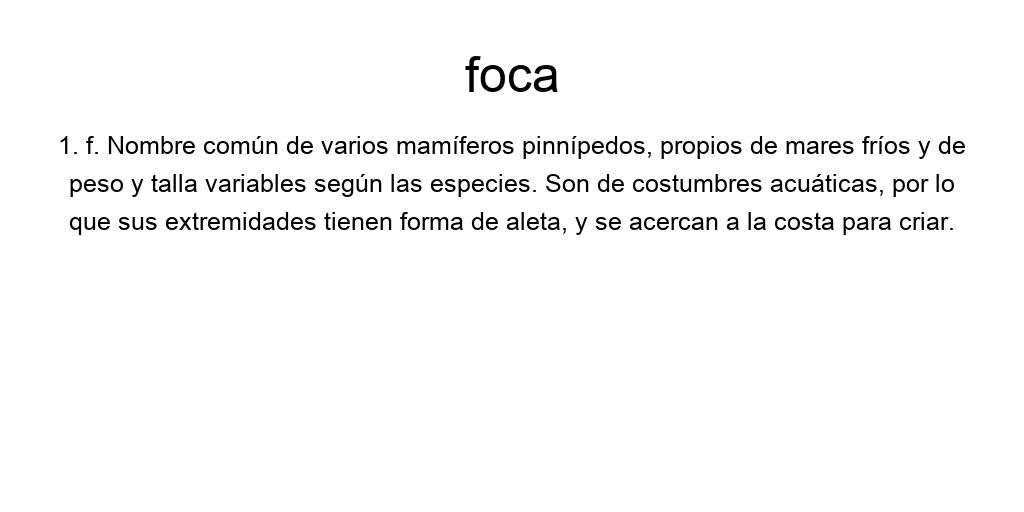 foca
1. f. Nombre común de varios mamíferos pinnípedos, propios de mares fríos y de
peso y talla variables según las especies. Son de costumbres acuáticas, por lo
que sus extremidades tienen forma de aleta, y se acercan a la costa para criar.